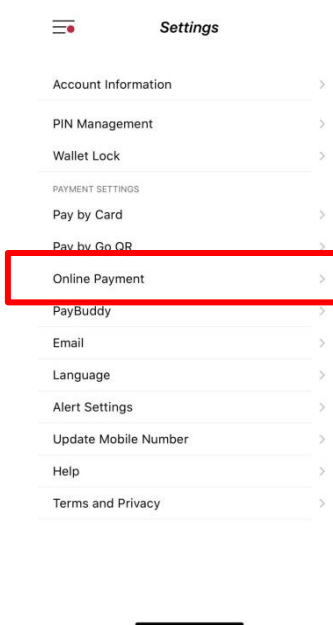 Settings
Account Information
PIN Management
Wallet Lock
PAYMENT SETTINGS
Pay by Card
Pay by Go QR
Online Payment
PayBuddy
Email
Language
Alert Settings
Update Mobile Number
Help
Terms and Privacy